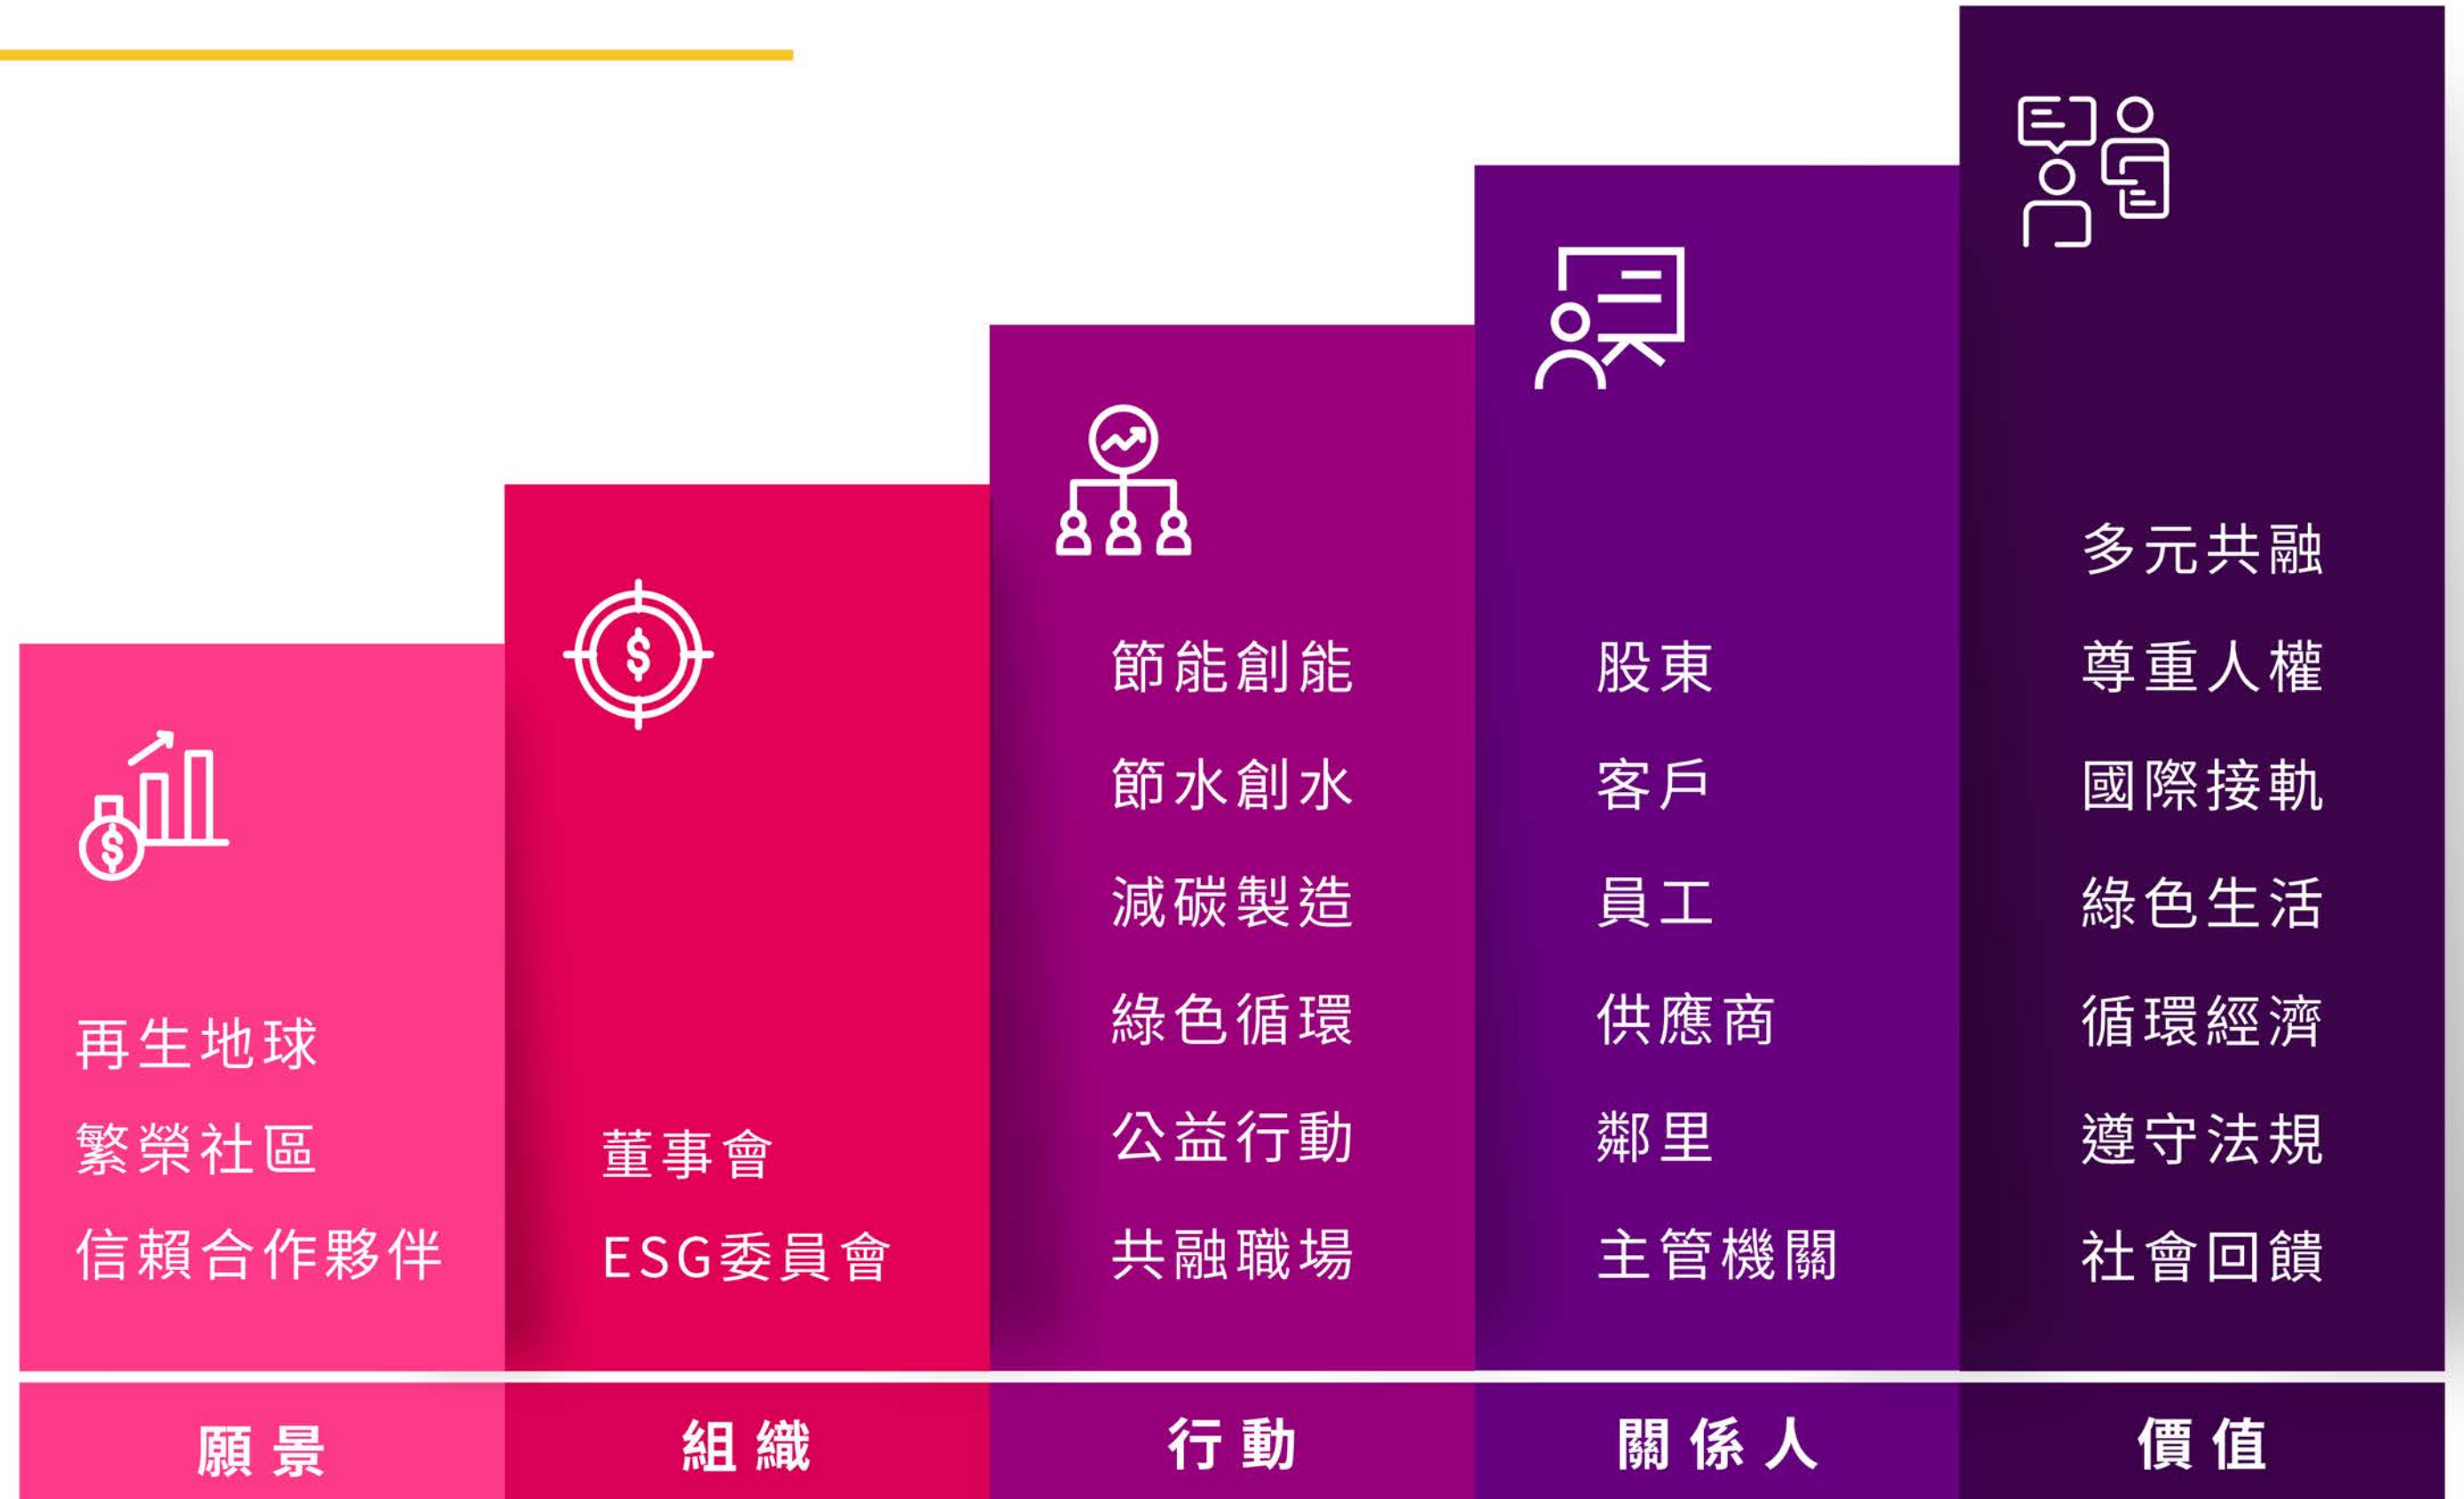 再生地球
繁榮社區
信賴合作夥伴
願景
董事會
ESG委員會
組織
節能創能
節水創水
減碳製造
綠色循環
公益行動
共融職場
行動
股東
客戶
員工
供應商
鄰里
主管機關
關係人
多元共融
尊重人權
國際接軌
綠色生活
循環經濟
遵守法規
社會回饋
價值